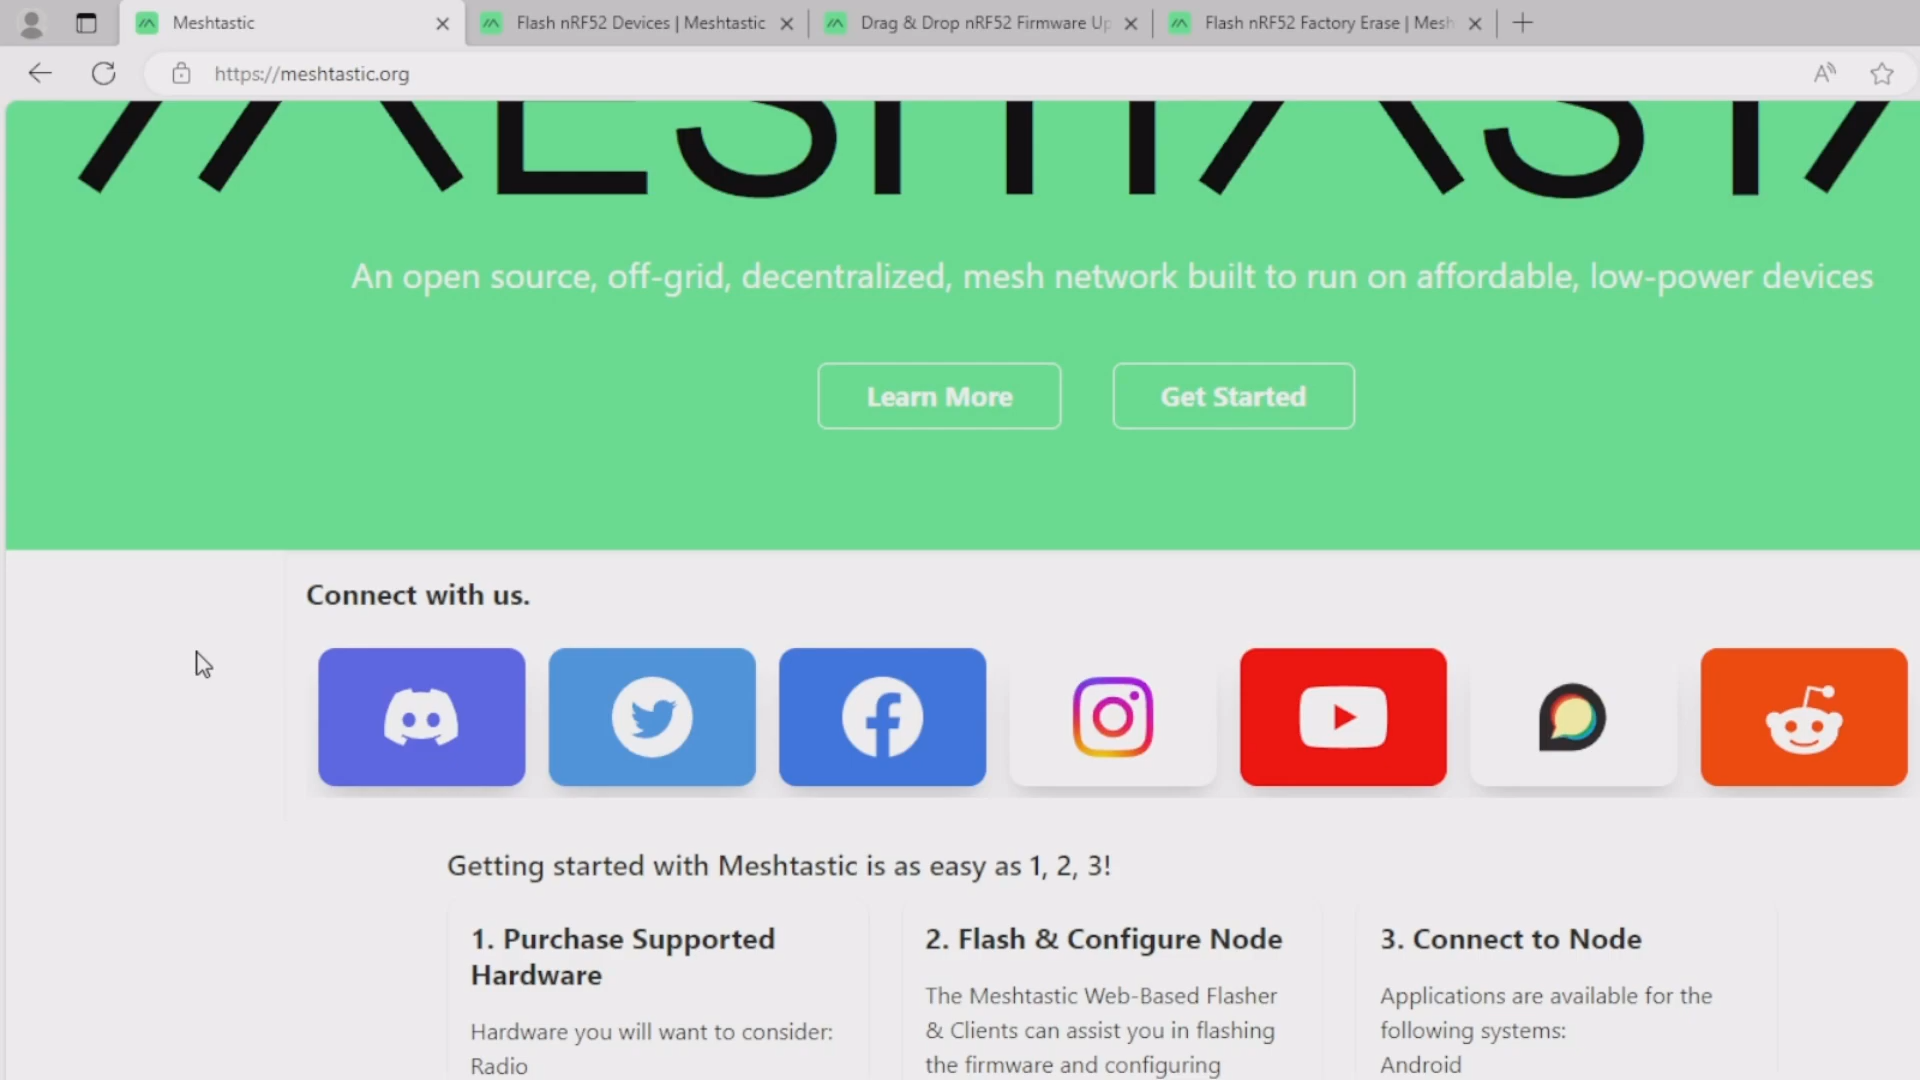 Meshtastic
Flash nRF52 Devices | Meshtastic
Drag & Drop nRF52 Firmware Up
Flash nRF52 Factory Erase | Mesh
https://meshtastic.org
An open source, off-grid, decentralized, mesh network built to run on affordable, low-power devices
Learn More
Get Started
Connect with us.
Getting started with Meshtastic is as easy as 1, 2, 3!
1. Purchase Supported
Hardware
Hardware you will want to consider:
Radio
2. Flash & Configure Node
The Meshtastic Web-Based Flasher
& Clients can assist you in flashing
the firmware and configuring
3. Connect to Node
Applications are available for the
following systems:
Android